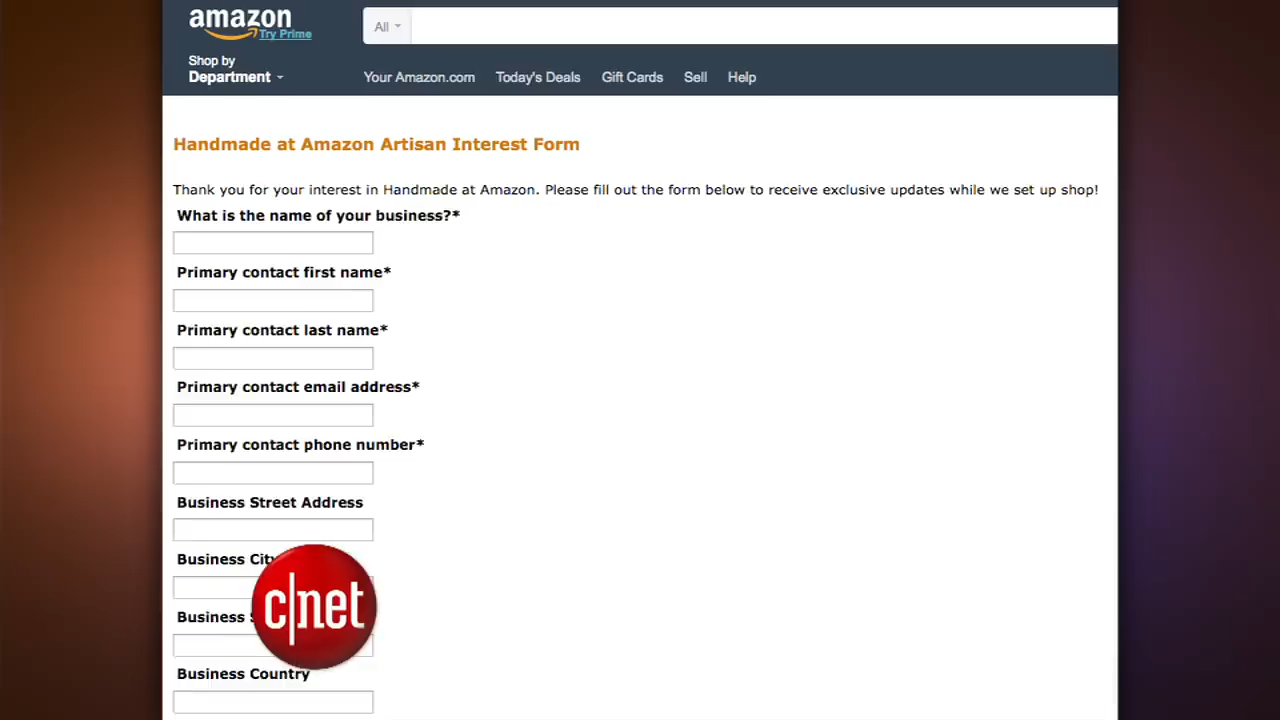 amazon
Try Prime
All
Shop by
Department
Your Amazon.com Today's Deals Gift Cards Sell Help
Handmade at Amazon Artisan Interest Form
Thank you for your interest in Handmade at Amazon. Please fill out the form below to receive exclusive updates while we set up shop!
What is the name of your business?*
Primary contact first name*
Primary contact last name*
Primary contact email address*
Primary contact phone number*
Business Street Address
Business City
Business
c|net
Business Country